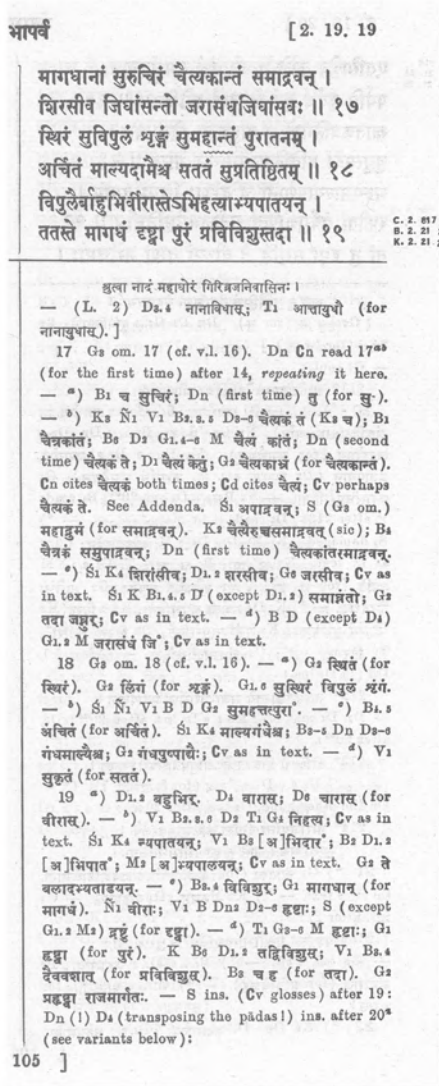 भापर्व
[ 2. 19. 19
मागधानां सुरुचिरं चैत्यकान्तं समाद्रवन् ।
शिरसीव जिघांसन्तो जरासंधजिघांसवः ॥ १७
स्थिरं सुविपुलं शृङ्गं सुमहान्तं पुरातनम् ।
अर्चितं माल्यदामैश्च सततं सुप्रतिष्ठितम् ॥ १८
विपुलैर्बाहुभिर्वीरास्तेऽभिहत्याभ्यपातयन् ।
ततस्ते मागधं दृष्ट्वा पुरं प्रविविशुस्तदा ॥ १९
C. 2. 817
B. 2. 21
K. 2. 21
श्रुत्वा नादं महाघोरं गिरिव्रजनिवासिनः ।
— (L. 2) D3.4 नानाविधास्; T1 आत्तायुधौ (for
नानायुधास्). ]
17 G3 om. 17 (cf. v.l. 16). Dn Cn read 17ᵃᵇ
(for the first time) after 14, repeating it here.
— ᵃ) B1 च सुचिरं; Dn (first time) तु (for सु-).
— ᵇ) K3 Ñ1 V1 B2.3.5 D3-6 चैत्यकं तं (K3 च); B1
चैत्रकांतं; B6 D2 G1.4-6 M चैत्यं कांतं; Dn (second
time) चैत्यकं ते; D1 चैत्यं केतुं; G2 चैत्यकाभ्रं (for चैत्यकान्तं).
Cn cites चैत्यकं both times; Cd cites चैत्यं; Cv perhaps
चैत्यकं ते. See Addenda. Ś1 अपाद्रवन्; S (G3 om.)
महाद्रुमं (for समाद्रवन्). K2 चैत्यैरुचसमाद्रवत् (sic); B4
चैत्रकं समुपाद्रवन्; Dn (first time) चैत्यकांतरमाद्रवन्.
— ᶜ) Ś1 K4 शिरांसीव; D1.2 शरसीव; G6 जरसीव; Cv as
in text. Ś1 K B1.4.5 D (except D1.2) समाघ्नंतो; G2
तदा जघ्नुर्; Cv as in text. — ᵈ) B D (except D4)
G1.2 M जरासंधं जि°; Cv as in text.
18 G3 om. 18 (cf. v.l. 16). — ᵃ) G2 स्थितं (for
स्थिरं). G2 लिंगं (for शृङ्गं). G1.6 सुस्थिरं विपुलं शृंगं.
— ᵇ) Ś1 Ñ1 V1 B D G2 सुमहत्तत्पुरा°. — ᶜ) B4.5
अंचितं (for अर्चितं). Ś1 K4 माल्यगंधैश्च; B3-5 Dn D3-6
गंधमाल्यैश्च; G2 गंधपुष्पाद्यैः; Cv as in text. — ᵈ) V1
सुकृतं (for सततं).
19 ᵃ) D1.2 बहुभिर्. D4 वारास्; D6 चारास् (for
वीरास्). — ᵇ) V1 B2.3.6 D2 T1 G4 निहत्य; Cv as in
text. Ś1 K4 न्यपातयन्; V1 B3 [अ]भिदार°; B2 D1.2
[अ]भिपात°; M2 [अ]भ्यपालयन्; Cv as in text. G2 ते
बलादभ्यताडयन्. — ᶜ) B3.4 विविशुर्; G1 मागधान् (for
मागधं). Ñ1 वीराः; V1 B Dn2 D2-6 हृष्टाः; S (except
G1.2 M2) द्रष्टुं (for दृष्ट्वा). — ᵈ) T1 G3-6 M हृष्टाः; G1
हृष्ट्वा (for पुरं). K B6 D1.2 तद्विविशुस्; V1 B3.4
दैववशात् (for प्रविविशुस्). B3 च ह (for तदा). G2
प्रहृष्ट्वा राजमार्गतः. — S ins. (Cv glosses) after 19:
Dn (!) D4 (transposing the pādas!) ins. after 20ᵃ
(see variants below):
105 ]